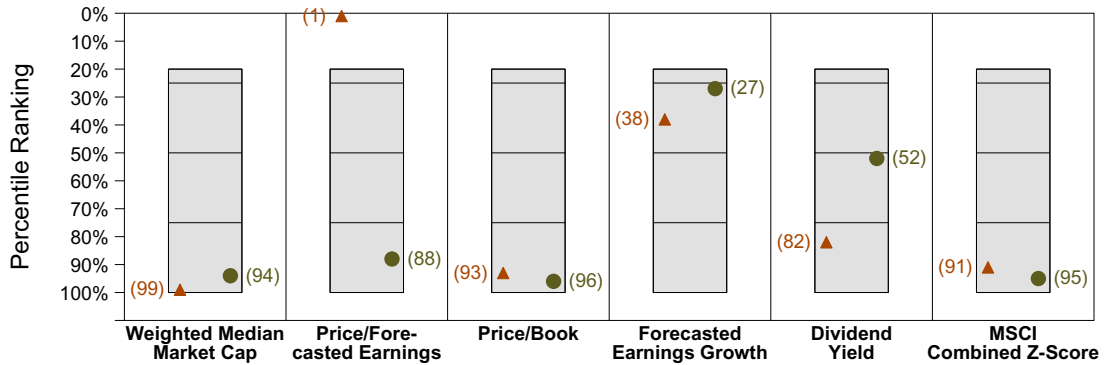 Percentile Ranking
0%
10%
20%
30%
40%
50%
60%
70%
80%
90%
100%
(99)
(94)
(1)
(88)
(93)
(96)
(38)
(27)
(82)
(52)
(91)
(95)
Weighted Median
Market Cap
Price/Fore-
casted Earnings
Price/Book
Forecasted
Earnings Growth
Dividend
Yield
MSCI
Combined Z-Score